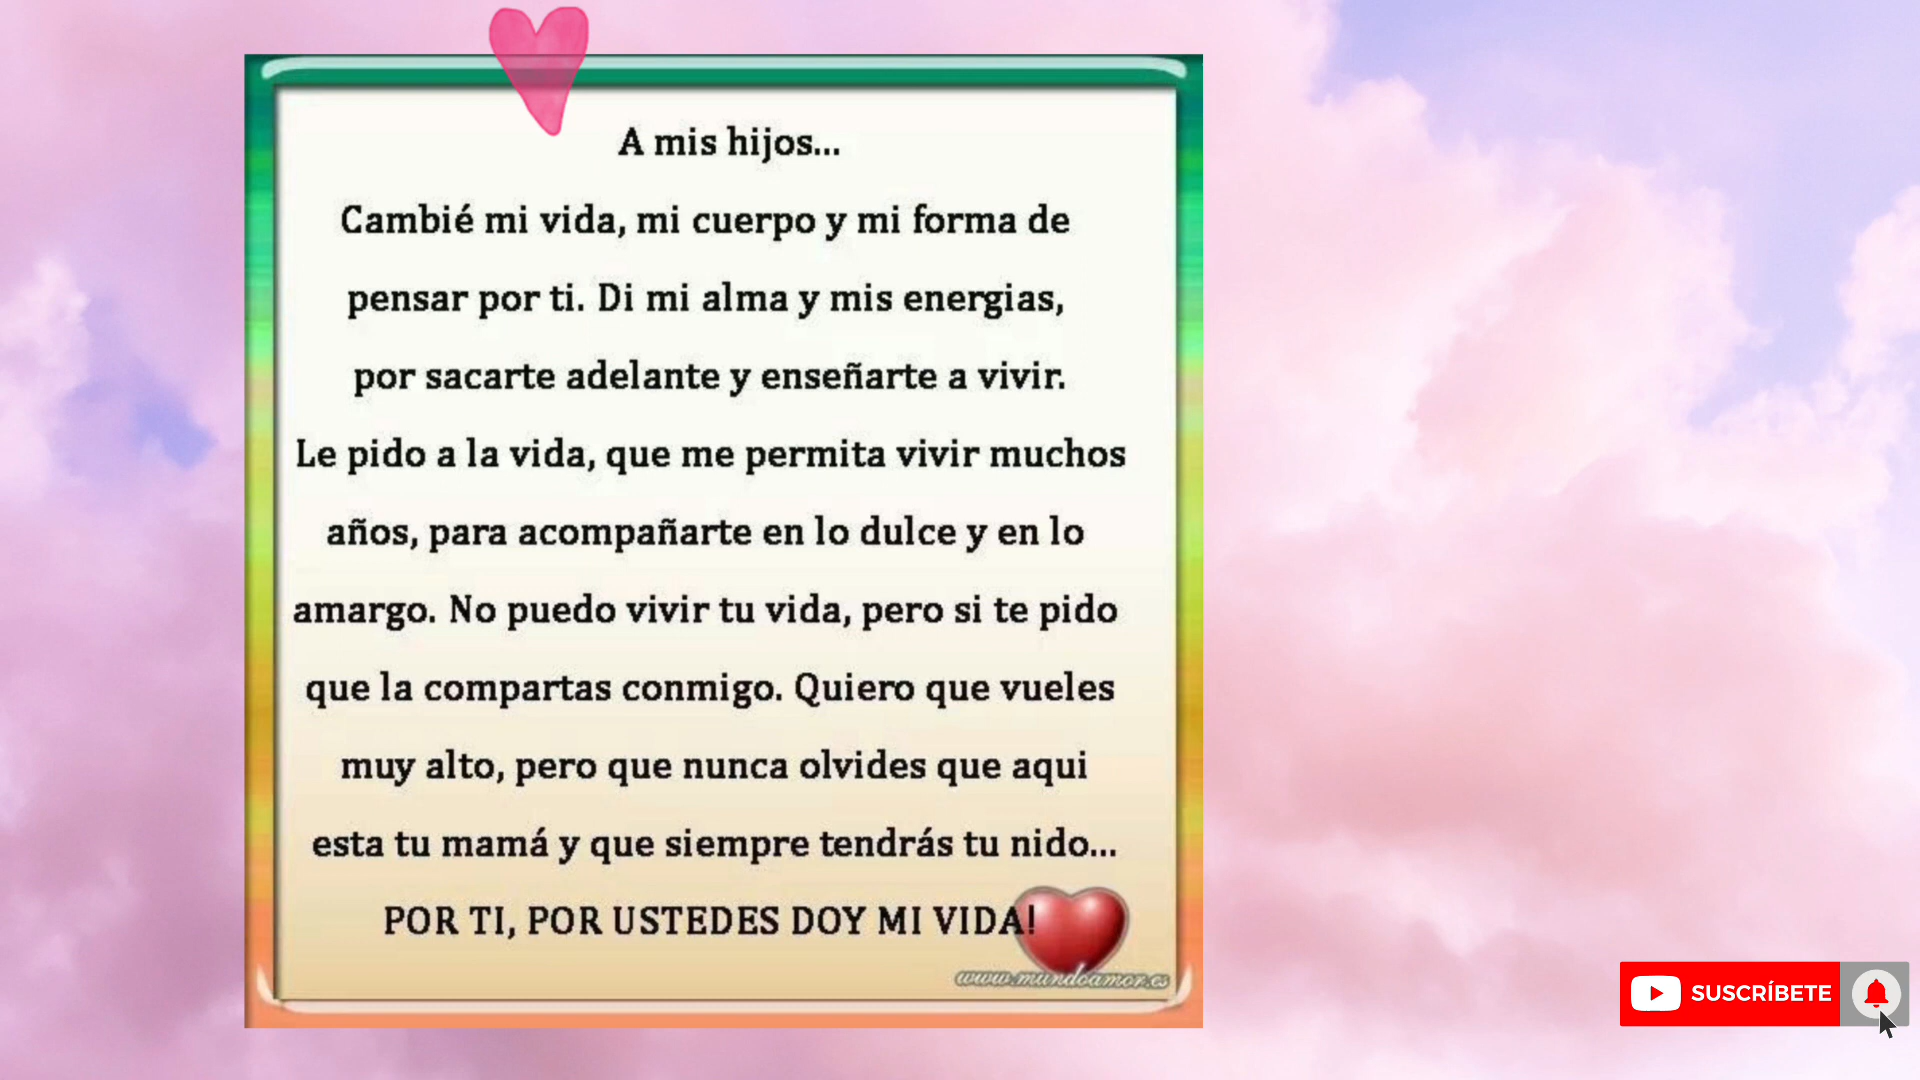 A mis hijos...
Cambié mi vida, mi cuerpo y mi forma de
pensar por ti. Di mi alma y mis energias,
por sacarte adelante y enseñarte a vivir.
Le pido a la vida, que me permita vivir muchos
años, para acompañarte en lo dulce y en lo
amargo. No puedo vivir tu vida, pero si te pido
que la compartas conmigo. Quiero que vueles
muy alto, pero que nunca olvides que aqui
esta tu mamá y que siempre tendrás tu nido...
POR TI, POR USTEDES DOY MI VIDA!
www.mundoamor.es
SUSCRÍBETE